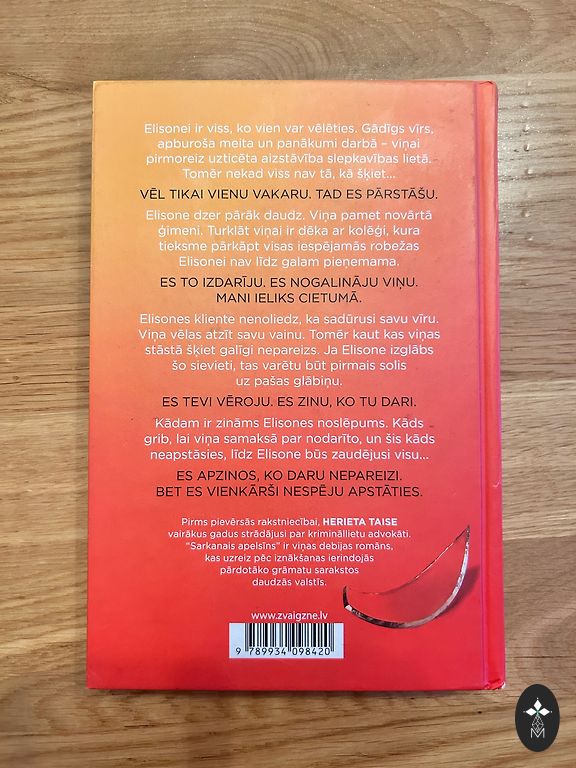 Elisonei ir viss, ko vien var vēlēties. Gādīgs vīrs,
apburoša meita un panākumi darbā – viņai
pirmoreiz uzticēta aizstāvība slepkavības lietā.
Tomēr nekad viss nav tā, kā šķiet...
VĒL TIKAI VIENU VAKARU. TAD ES PĀRSTĀŠU.
Elisone dzer pārāk daudz. Viņa pamet novārtā
ģimeni. Turklāt viņai ir dēka ar kolēģi, kura
tieksme pārkāpt visas iespējamās robežas
Elisonei nav līdz galam pieņemama.
ES TO IZDARĪJU. ES NOGALINĀJU VIŅU.
MANI IELIKS CIETUMĀ.
Elisones kliente nenoliedz, ka sadūrusi savu vīru.
Viņa vēlas atzīt savu vainu. Tomēr kaut kas viņas
stāstā šķiet galīgi nepareizs. Ja Elisone izglābs
šo sievieti, tas varētu būt pirmais solis
uz pašas glābiņu.
ES TEVI VĒROJU. ES ZINU, KO TU DARI.
Kādam ir zināms Elisones noslēpums. Kāds
grib, lai viņa samaksā par nodarīto, un šis kāds
neapstāsies, līdz Elisone būs zaudējusi visu...
ES APZINOS, KO DARU NEPAREIZI.
BET ES VIENKĀRŠI NESPĒJU APSTĀTIES.
Pirms pievērsās rakstniecībai, HERIETA TAISE
vairākus gadus strādājusi par krimināllietu advokāti.
"Sarkanais apelsīns" ir viņas debijas romāns,
kas uzreiz pēc iznākšanas ierindojās
pārdotāko grāmatu sarakstos
daudzās valstīs.
www.zvaigzne.lv
9 789934 098420
M